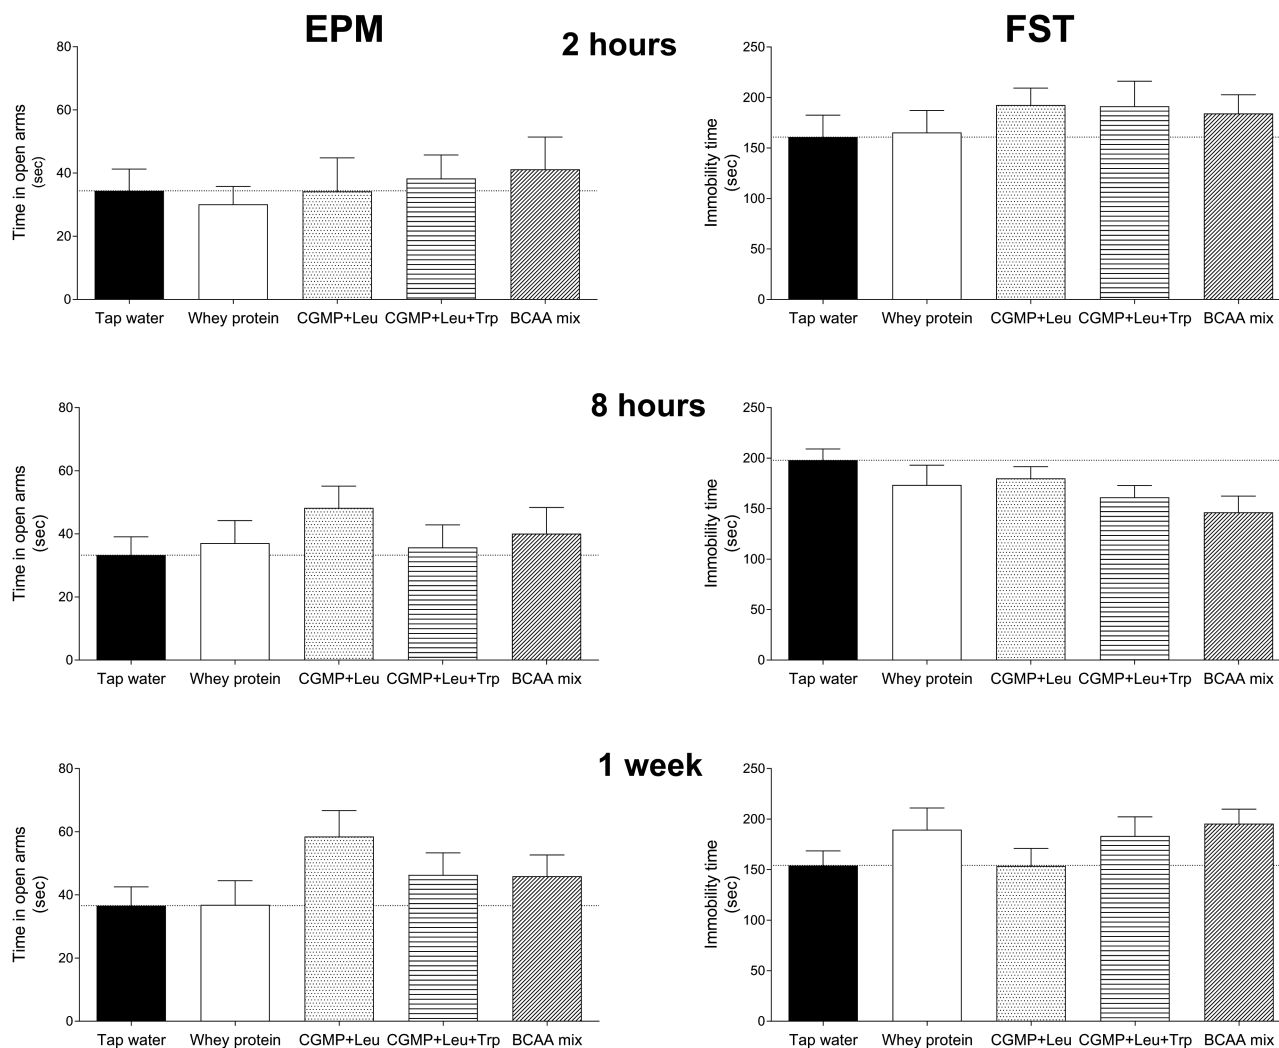 EPM
FST
2 hours
80
60
40
20
0
Time in open arms
(sec)
Tap water Whey protein CGMP+Leu CGMP+Leu+Trp BCAA mix
250
200
150
100
50
0
Immobility time
(sec)
Tap water Whey protein CGMP+Leu CGMP+Leu+Trp BCAA mix
8 hours
80
60
40
20
0
Time in open arms
(sec)
Tap water Whey protein CGMP+Leu CGMP+Leu+Trp BCAA mix
250
200
150
100
50
0
Immobility time
(sec)
Tap water Whey protein CGMP+Leu CGMP+Leu+Trp BCAA mix
1 week
80
60
40
20
0
Time in open arms
(sec)
Tap water Whey protein CGMP+Leu CGMP+Leu+Trp BCAA mix
250
200
150
100
50
0
Immobility time
(sec)
Tap water Whey protein CGMP+Leu CGMP+Leu+Trp BCAA mix